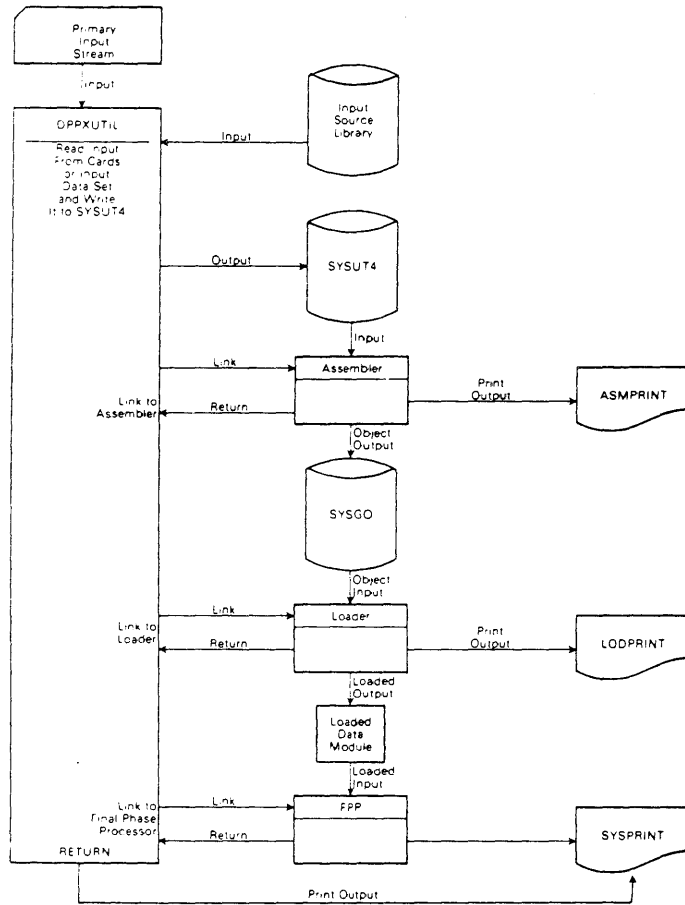 Primary
Input
Stream
Input
DPPXUTIL
Read Input
From Cards
or Input
Data Set
and Write
It to SYSUT4
Input
Input
Source
Library
Output
SYSUT4
Input
Link
Assembler
Print
Output
ASMPRINT
Link to
Assembler
Return
Object
Output
SYSGO
Object
Input
Link
Loader
Link to
Loader
Return
Print
Output
LODPRINT
Loaded
Output
Loaded
Data
Module
Loaded
Input
Link to
Final Phase
Processor
Link
FPP
Return
SYSPRINT
RETURN
Print Output